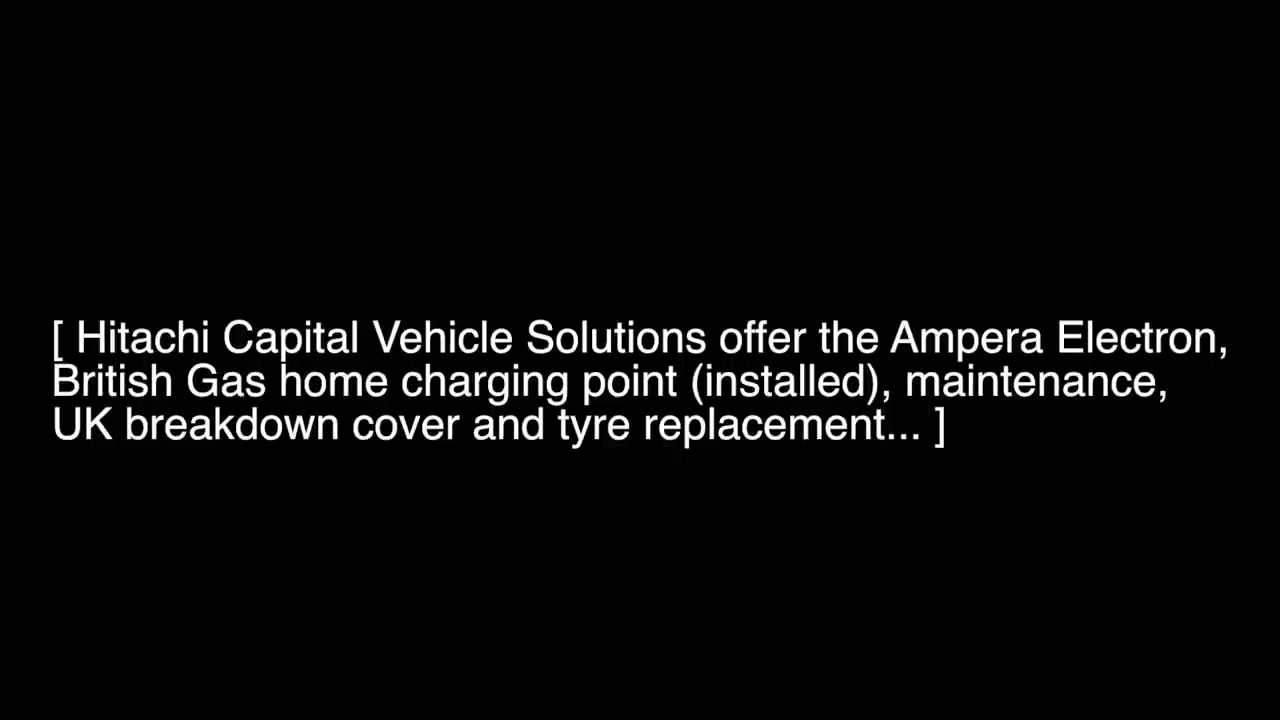 [ Hitachi Capital Vehicle Solutions offer the Ampera Electron,
British Gas home charging point (installed), maintenance,
UK breakdown cover and tyre replacement... ]